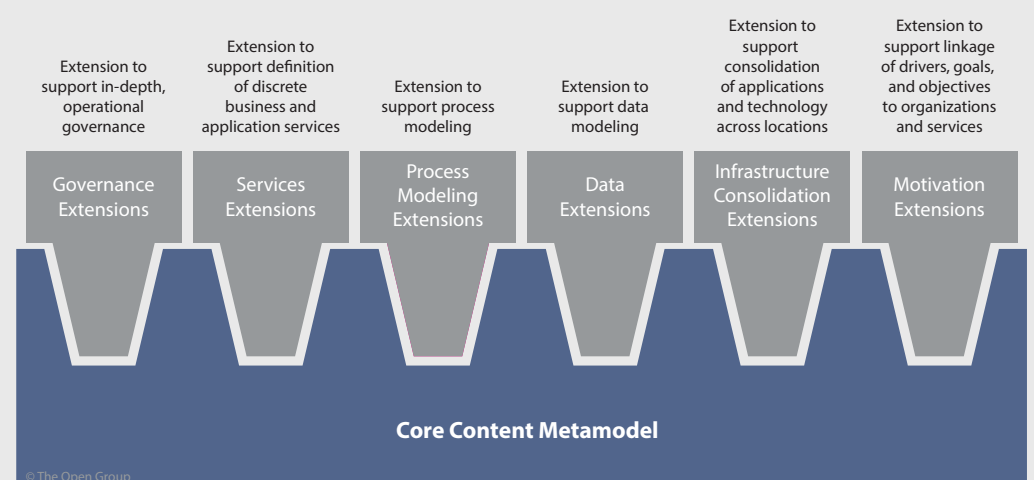 Extension to
support in-depth,
operational
governance
Extension to
support definition
of discrete
business and
application services
Extension to
support process
modeling
Extension to
support data
modeling
Extension to
support
consolidation
of applications
and technology
across locations
Extension to
support linkage
of drivers, goals,
and objectives
to organizations
and services
Governance
Extensions
Services
Extensions
Process
Modeling
Extensions
Data
Extensions
Infrastructure
Consolidation
Extensions
Motivation
Extensions
Core Content Metamodel
© The Open Group